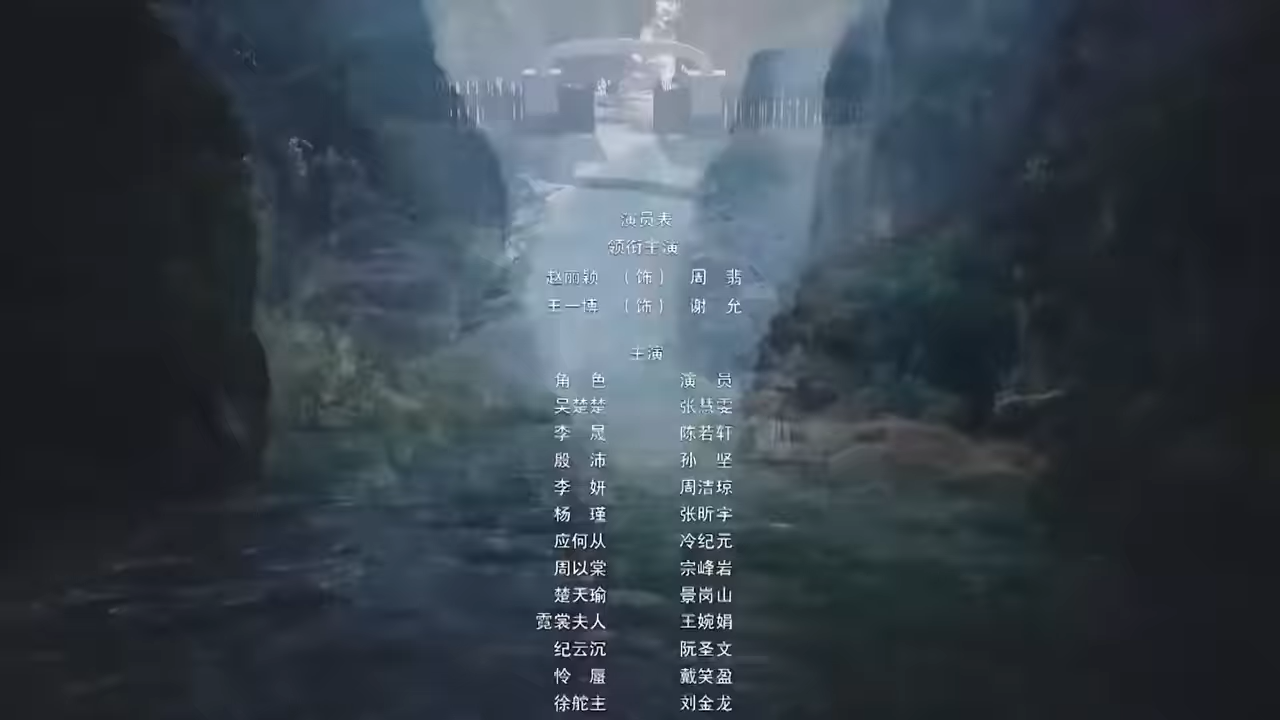 演员表
领衔主演
赵丽颖 （饰） 周 翡
王一博 （饰） 谢 允
主演
角 色 演 员
吴楚楚 张慧雯
李 晟 陈若轩
殷 沛 孙 坚
李 妍 周洁琼
杨 瑾 张昕宇
应何从 冷纪元
周以棠 宗峰岩
楚天瑜 景岗山
霓裳夫人 王婉娟
纪云沉 阮圣文
怜 蜃 戴笑盈
徐舵主 刘金龙